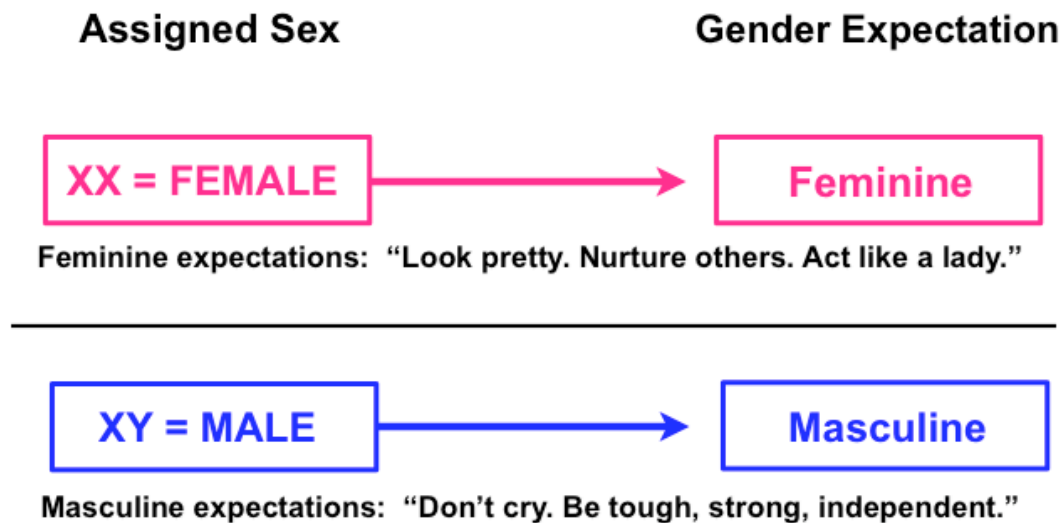 Assigned Sex
Gender Expectation
XX = FEMALE
Feminine
Feminine expectations: “Look pretty. Nurture others. Act like a lady.”
XY = MALE
Masculine
Masculine expectations: “Don’t cry. Be tough, strong, independent.”